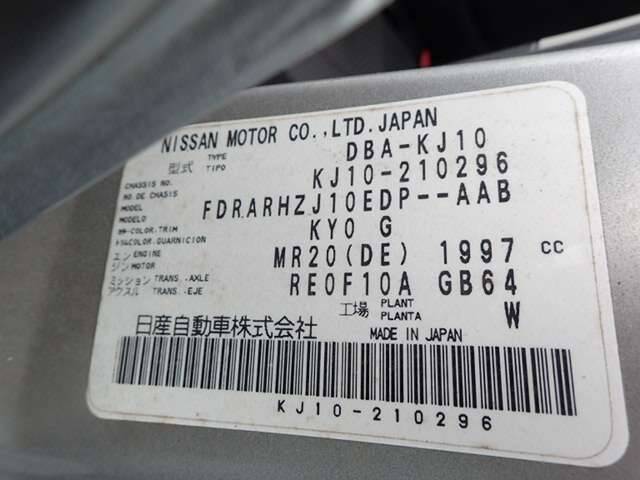 NISSAN MOTOR CO.,LTD.JAPAN
型式 TYPE TIPO DBA-KJ10
CHASSIS NO. NO. DE CHASIS KJ10-210296
MODEL MODELO FDRARHZJ10EDP--AAB
COLOR,TRIM COLOR,GUARNICION KY0 G
エンジン ENGINE MOTOR MR20(DE) 1997 CC
ミッション アクスル TRANS.,AXLE TRANS.,EJE RE0F10A GB64
工場 PLANT PLANTA W
日産自動車株式会社 MADE IN JAPAN
KJ10-210296